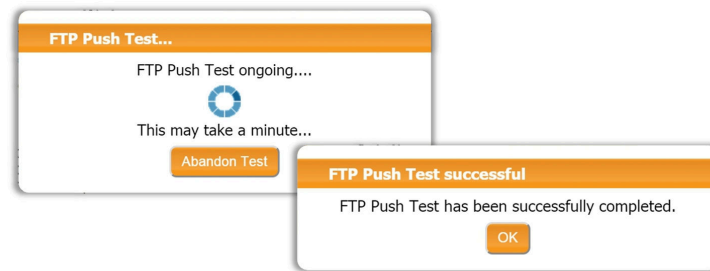 FTP Push Test...
FTP Push Test ongoing....
This may take a minute...
Abandon Test
FTP Push Test successful
FTP Push Test has been successfully completed.
OK